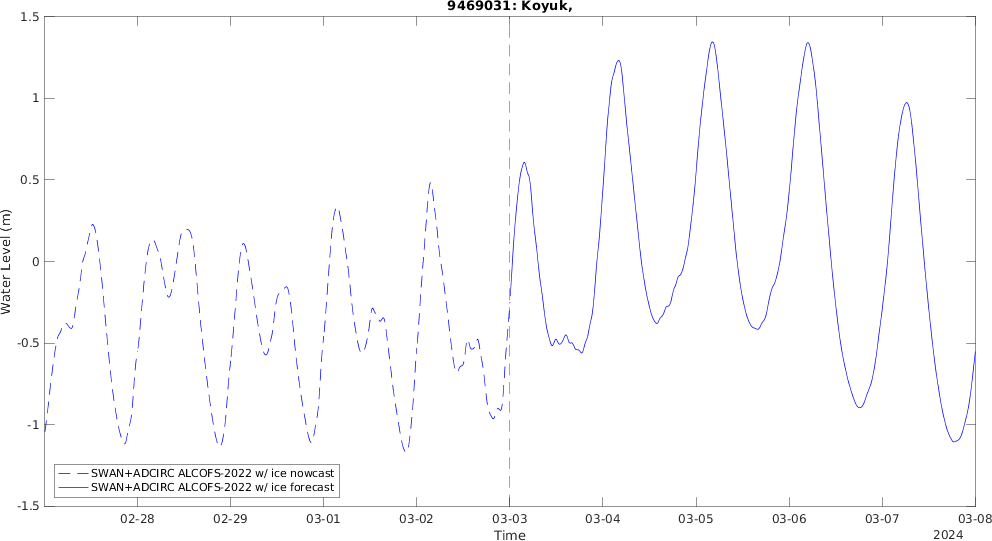 9469031: Koyuk,
1.5
1
0.5
0
-0.5
-1
-1.5
Water Level (m)
SWAN+ADCIRC ALCOFS-2022 w/ ice nowcast
SWAN+ADCIRC ALCOFS-2022 w/ ice forecast
02-28 02-29 03-01 03-02 03-03 03-04 03-05 03-06 03-07 03-08
Time
2024